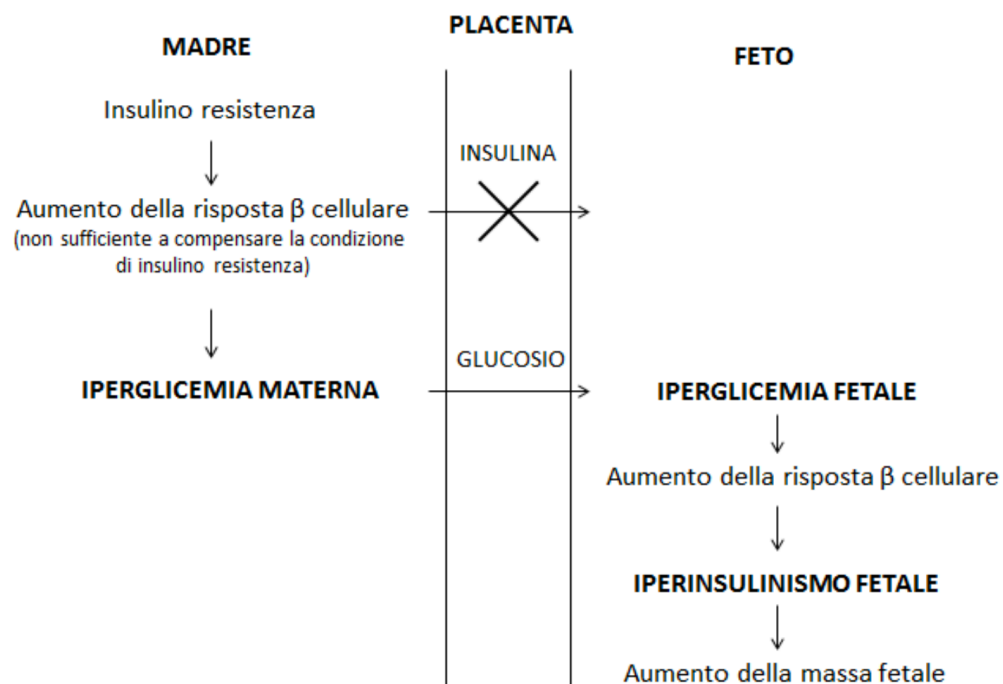 MADRE
PLACENTA
FETO
Insulino resistenza
INSULINA
Aumento della risposta β cellulare
(non sufficiente a compensare la condizione
di insulino resistenza)
GLUCOSIO
IPERGLICEMIA MATERNA
IPERGLICEMIA FETALE
Aumento della risposta β cellulare
IPERINSULINISMO FETALE
Aumento della massa fetale